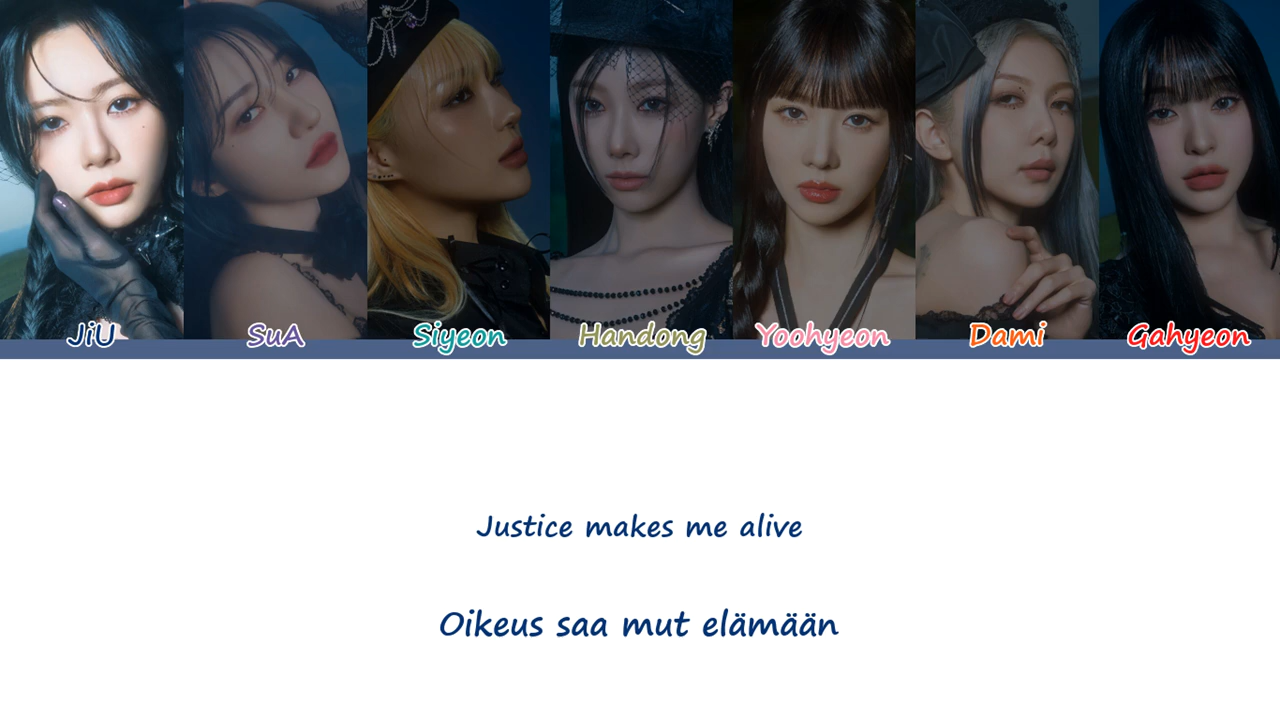 JiU SuA Siyeon Handong Yoohyeon Dami Gahyeon
Justice makes me alive
Oikeus saa mut elämään